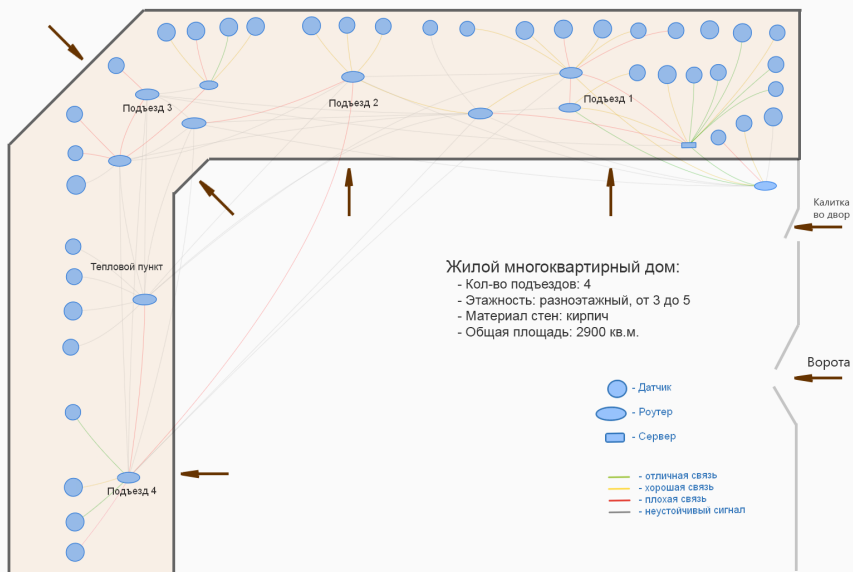 Подъезд 3
Подъезд 2
Подъезд 1
Калитка
во двор
Тепловой пункт
Жилой многоквартирный дом:
- Кол-во подъездов: 4
- Этажность: разноэтажный, от 3 до 5
- Материал стен: кирпич
- Общая площадь: 2900 кв.м.
Ворота
- Датчик
- Роутер
- Сервер
Подъезд 4
- отличная связь
- хорошая связь
- плохая связь
- неустойчивый сигнал